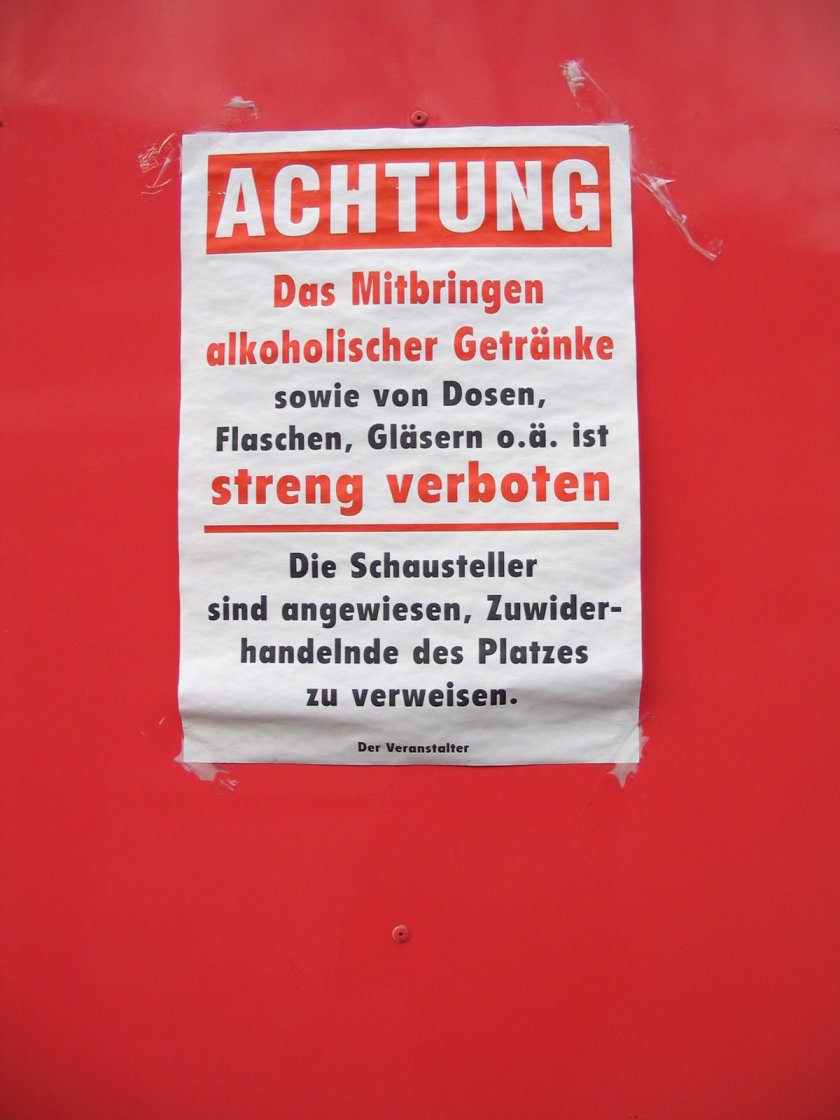 ACHTUNG
Das Mitbringen
alkoholischer Getränke
sowie von Dosen,
Flaschen, Gläsern o.ä. ist
streng verboten
Die Schausteller
sind angewiesen, Zuwider-
handelnde des Platzes
zu verweisen.
Der Veranstalter